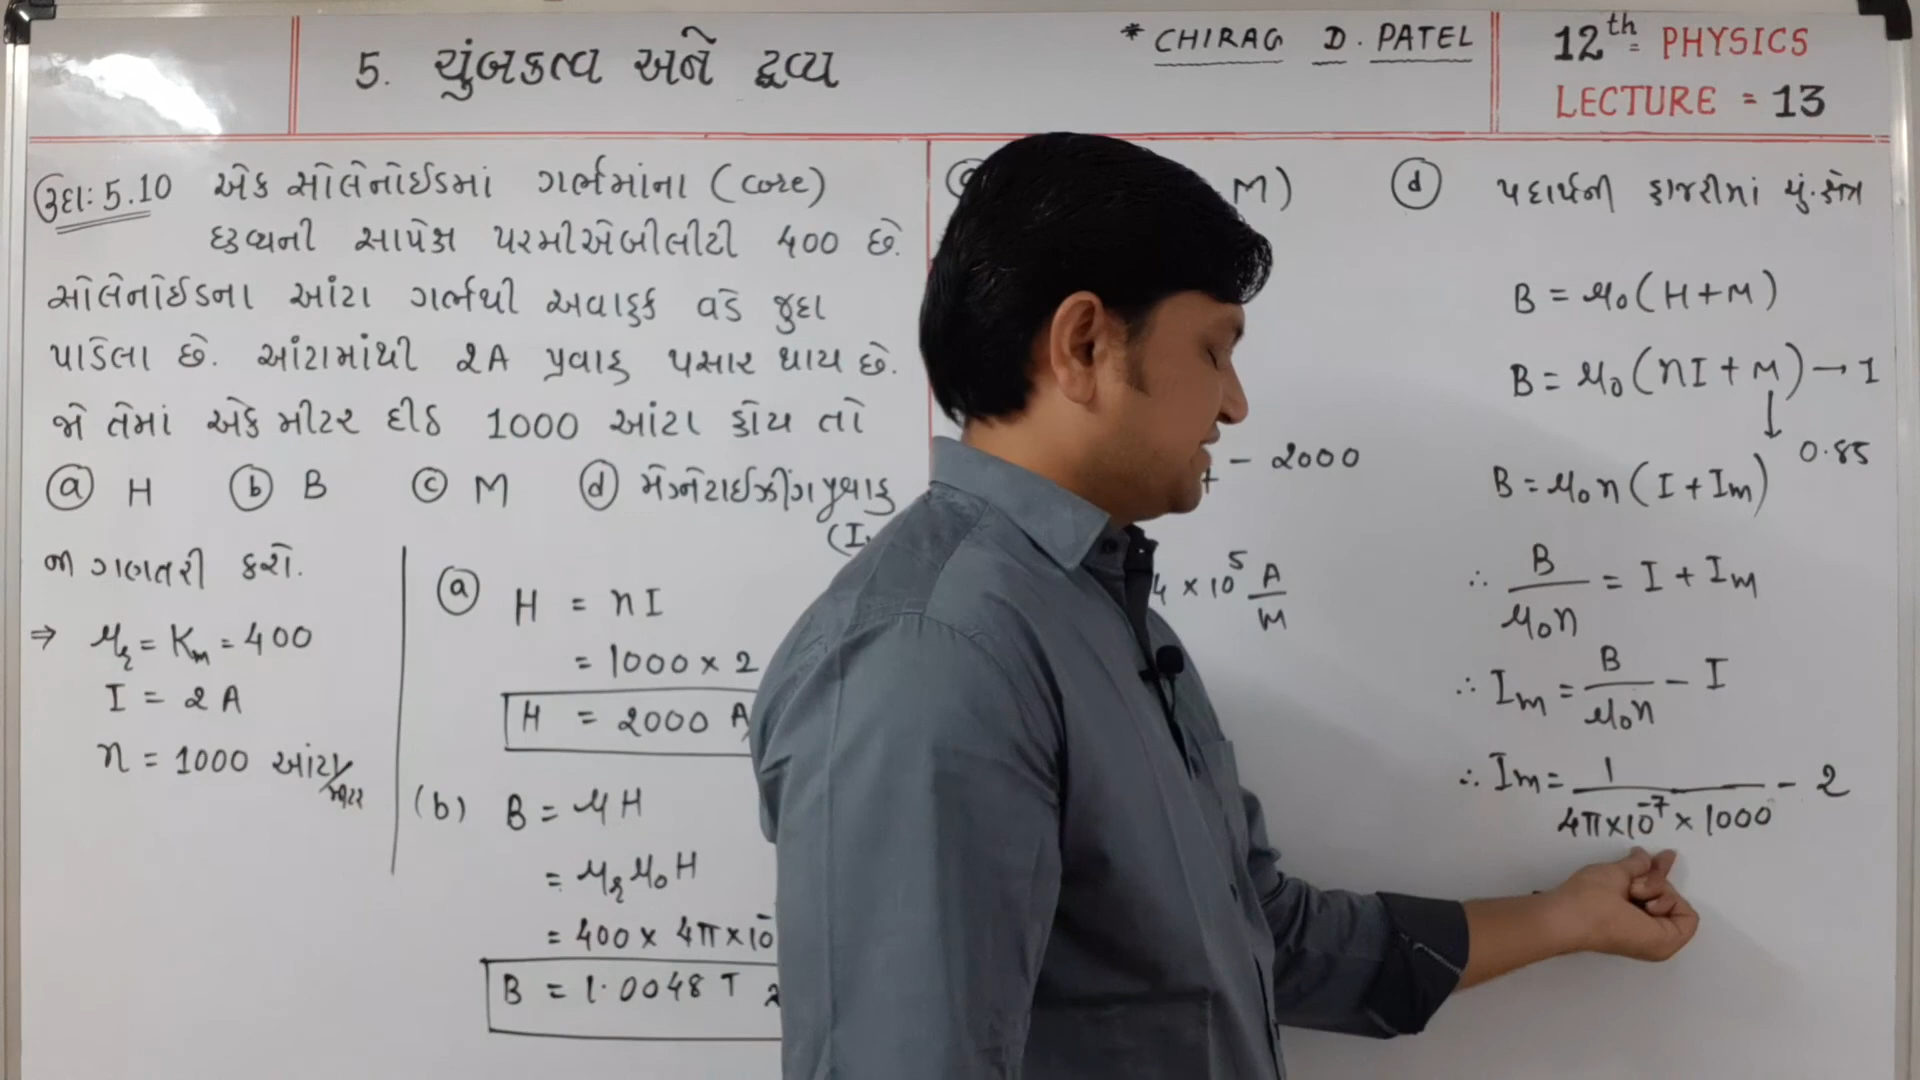 5. ચુંબકત્વ અને દ્રવ્ય
* CHIRAG D. PATEL
12th PHYSICS
LECTURE = 13
ઉદા: 5.10 એક સોલેનોઈડમાં ગર્ભમાંના (core)
દ્રવ્યની સાપેક્ષ પરમીએબીલીટી 400 છે.
સોલેનોઈડના આંટા ગર્ભથી અવાહક વડે જુદા
પાડેલા છે. આંટામાંથી 2A પ્રવાહ પસાર થાય છે.
જો તેમાં એક મીટર દીઠ 1000 આંટા હોય તો
(a) H (b) B (c) M (d) મેગ્નેટાઈઝીંગ પ્રવાહ
(I
ની ગણતરી કરો.
⇒ μr = Km = 400
I = 2 A
n = 1000 આંટા/મીટર
(a) H = nI
= 1000 × 2
H = 2000 A
(b) B = μH
= μr μ0 H
= 400 × 4π × 10
B = 1.0048 T
M)
- 2000
4 × 10⁵ A/m
(d) પદાર્થની હાજરીમાં ચું.ક્ષેત્ર
B = μ0 (H + M)
B = μ0 (nI + M) → 1
↓
0.85
B = μ0 n (I + Im)
∴ B/μ0n = I + Im
∴ Im = B/μ0n - I
∴ Im = 1/4π×10⁻⁷ × 1000 - 2